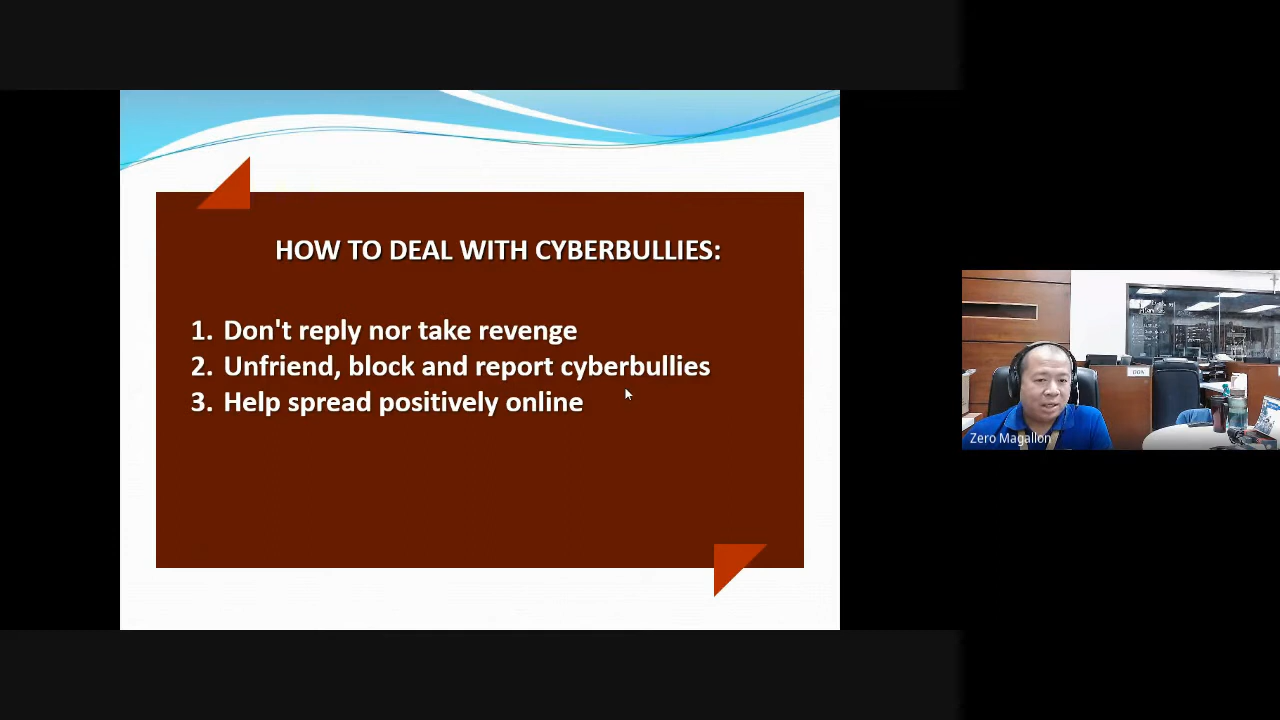 HOW TO DEAL WITH CYBERBULLIES:
1. Don't reply nor take revenge
2. Unfriend, block and report cyberbullies
3. Help spread positively online
Zero Magallon